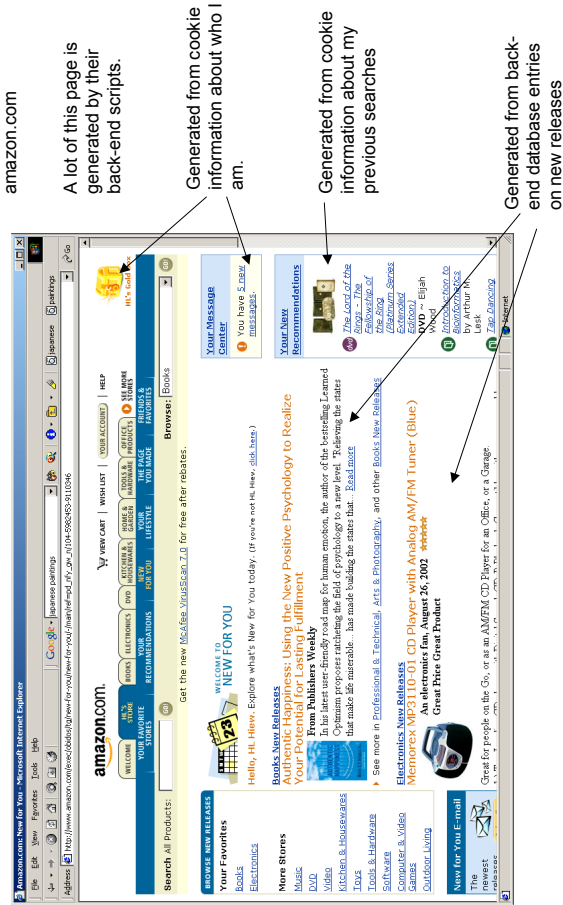 amazon.com
A lot of this page is
generated by their
back-end scripts.
Generated from cookie
information about who I
am.
Generated from cookie
information about my
previous searches
Generated from back-
end database entries
on new releases
Amazon.com: New for You - Microsoft Internet Explorer
File Edit View Favorites Tools Help
Google japanese paintings japanese paintings
Address http://www.amazon.com/exec/obidos/tg/new-for-you/new-for-you/-/main/ref=pd_nfy_gw_n/104-5982453-9110346 Go
amazon.com.
VIEW CART | WISH LIST | YOUR ACCOUNT | HELP
HL's Gold Box
WELCOME HL'S STORE BOOKS ELECTRONICS DVD KITCHEN & HOUSEWARES HOME & GARDEN TOOLS & HARDWARE OFFICE PRODUCTS SEE MORE STORES
YOUR FAVORITE STORES YOUR RECOMMENDATIONS NEW FOR YOU YOUR LIFESTYLE THE PAGE YOU MADE FRIENDS & FAVORITES
Search All Products: GO! Browse: Books GO!
Get the new McAfee VirusScan 7.0 for free after rebates.
BROWSE NEW RELEASES
Your Favorites
Books
Electronics
More Stores
Music
DVD
Video
Kitchen & Housewares
Toys
Tools & Hardware
Software
Computer & Video
Games
Outdoor Living
New for You E-mail
The
newest
releases
23
WELCOME TO
NEW FOR YOU
Hello, HL Hiew. Explore what's New for You today. (If you're not HL Hiew, click here.)
Books New Releases
Authentic Happiness: Using the New Positive Psychology to Realize
Your Potential for Lasting Fulfillment
From Publishers Weekly
In his latest user-friendly road map for human emotion, the author of the bestselling Learned
Optimism proposes ratcheting the field of psychology to a new level. "Relieving the states
that make life miserable... has made building the states that... Read more
See more in Professional & Technical, Arts & Photography, and other Books New Releases
Electronics New Releases
Memorex MP3110-01 CD Player with Analog AM/FM Tuner (Blue)
An electronics fan, August 26, 2002
Great Price Great Product
Great for people on the Go, or as an AM/FM CD Player for an Office, or a Garage.
Your Message
Center
You have 5 new
messages.
Your New
Recommendations
dvd The Lord of the
Rings - The
Fellowship of
the Ring
(Platinum Series
Extended
Edition)
DVD ~ Elijah
Wood
Introduction to
Bioinformatics
by Arthur M.
Lesk
Tap Dancing
Internet